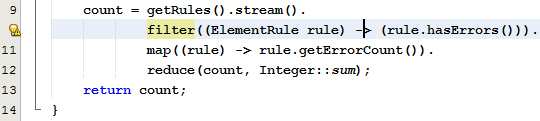 9 count = getRules().stream().
filter((ElementRule rule) -> (rule.hasErrors())).
11 map((rule) -> rule.getErrorCount()).
12 reduce(count, Integer::sum);
13 return count;
14 }